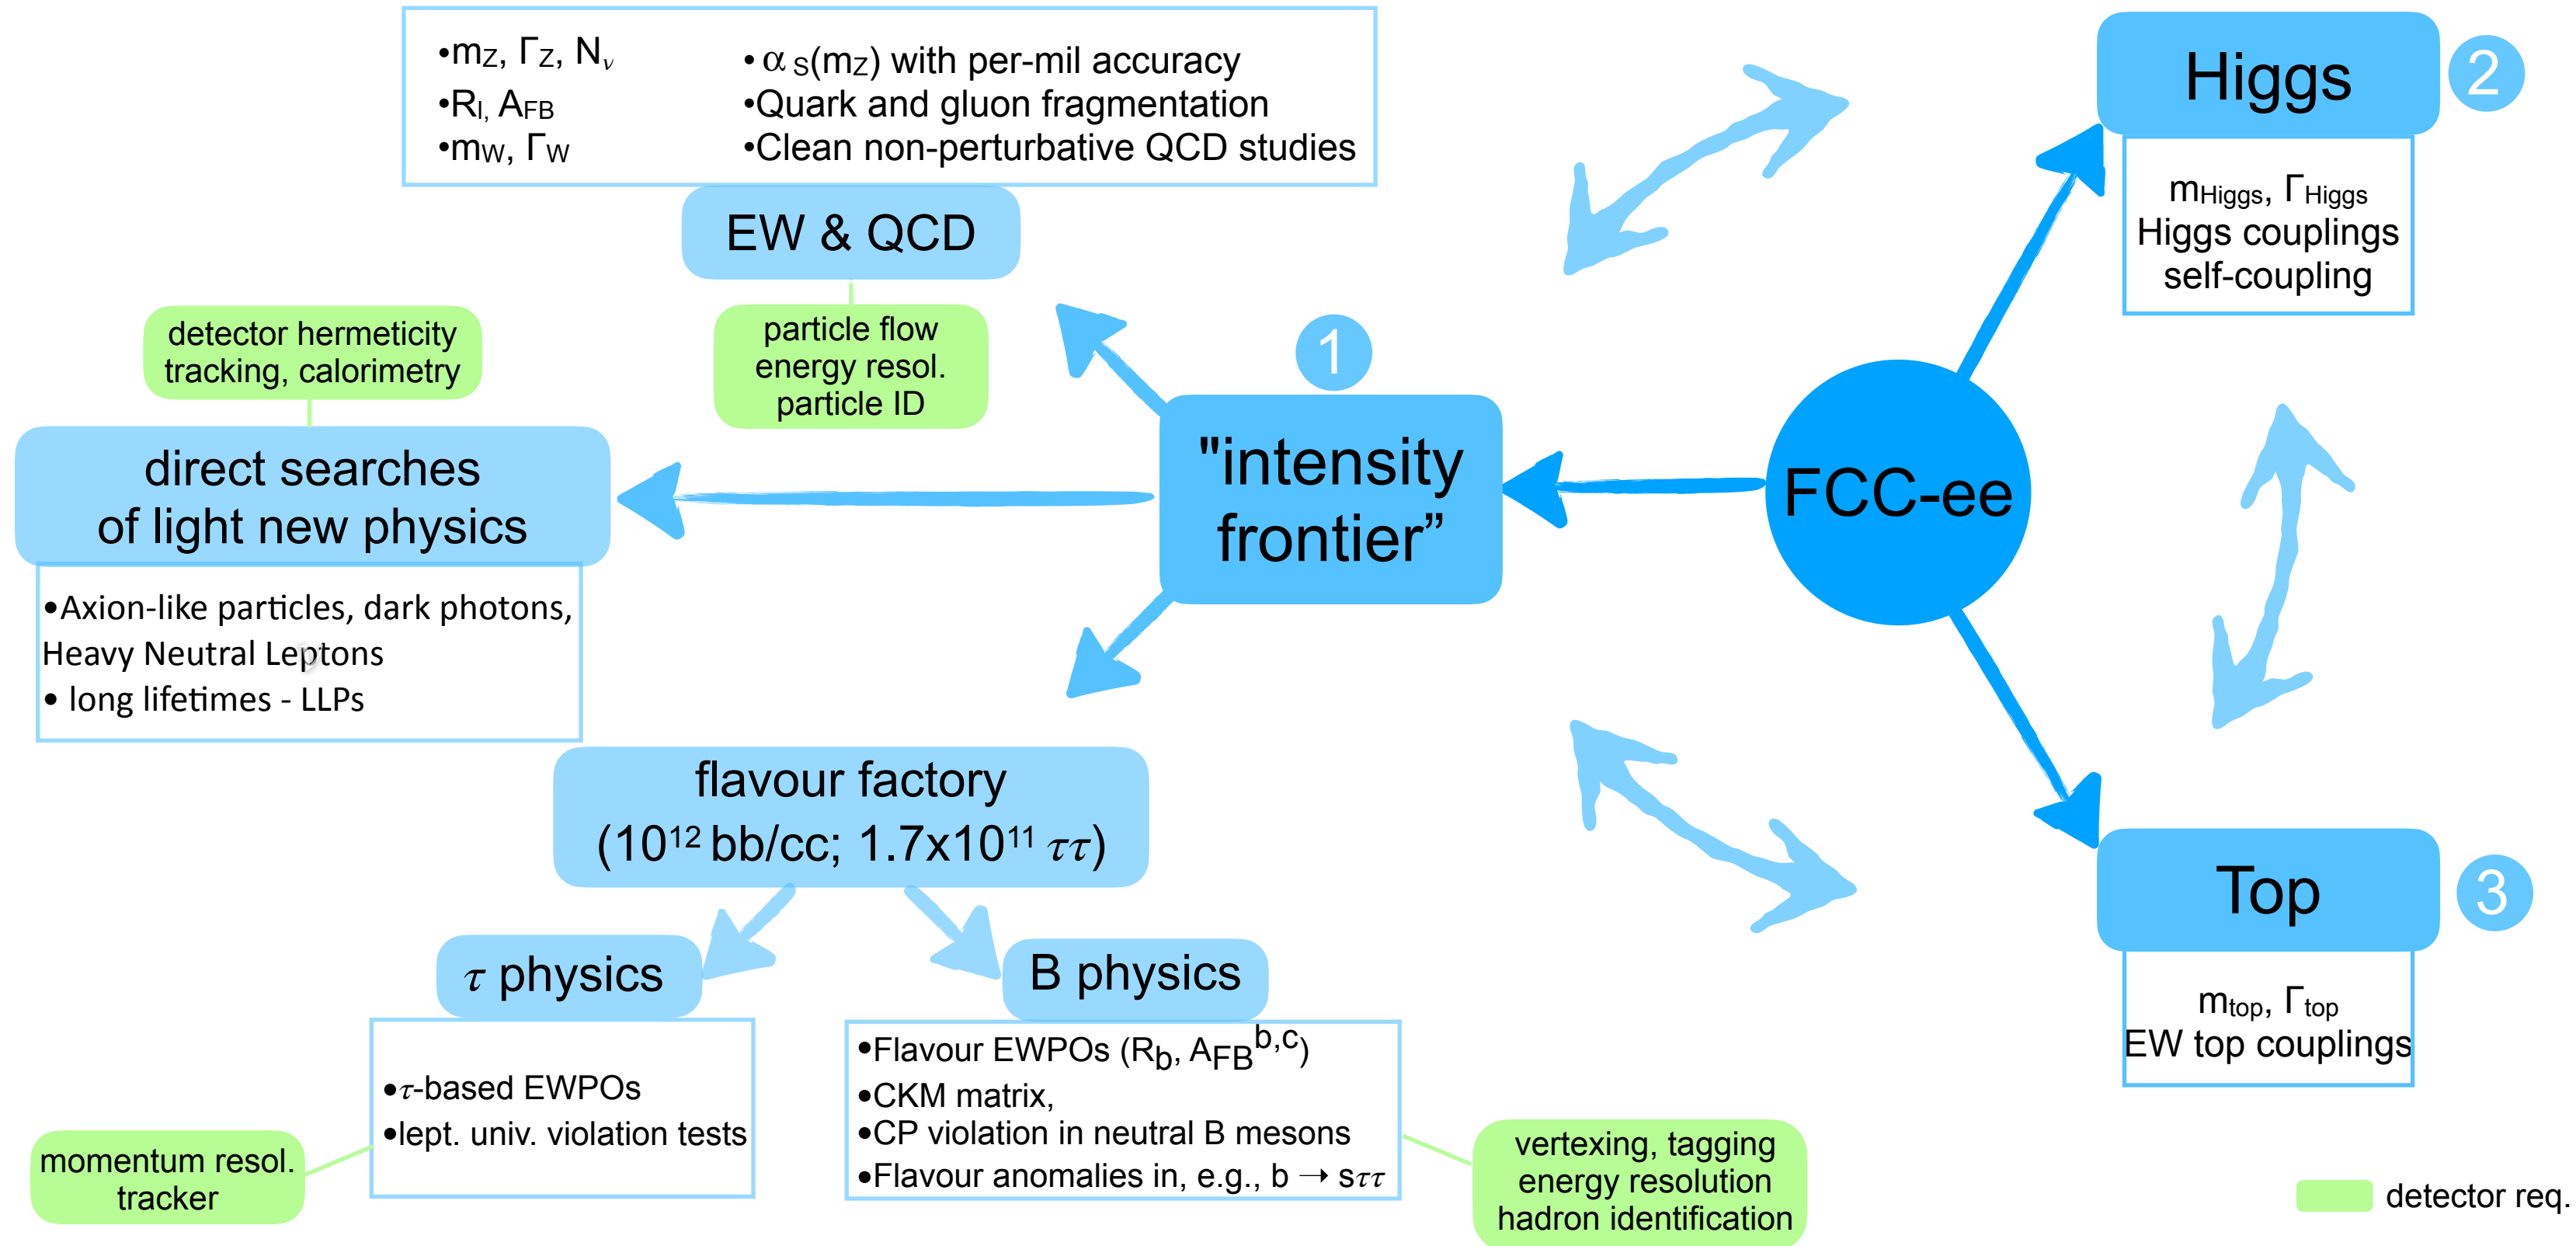 •mZ, ΓZ, Nν
•Rl, AFB
•mW, ΓW
• α S(mZ) with per-mil accuracy
•Quark and gluon fragmentation
•Clean non-perturbative QCD studies
EW & QCD
particle flow
energy resol.
particle ID
detector hermeticity
tracking, calorimetry
direct searches
of light new physics
•Axion-like particles, dark photons,
Heavy Neutral Leptons
• long lifetimes - LLPs
1
"intensity
frontier”
FCC-ee
Higgs
2
mHiggs, ΓHiggs
Higgs couplings
self-coupling
Top
3
mtop, Γtop
EW top couplings
flavour factory
(10¹² bb/cc; 1.7x10¹¹ ττ)
τ physics
•τ-based EWPOs
•lept. univ. violation tests
momentum resol.
tracker
B physics
•Flavour EWPOs (Rb, AFBb,c)
•CKM matrix,
•CP violation in neutral B mesons
•Flavour anomalies in, e.g., b → sττ
vertexing, tagging
energy resolution
hadron identification
detector req.